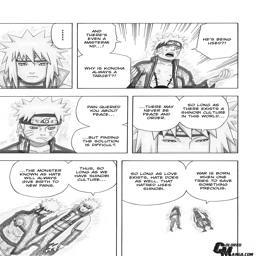 HE'S
BEING
USED?!
AND
THERE'S
EVEN A
MASTERMIND
...!
WHY IS KONOHA
ALWAYS A
TARGET?!
......
SO LONG AS
THERE EXISTS A
SHINOBI CULTURE
IN THIS WORLD...
...THERE MAY
NEVER BE
PEACE AND
ORDER.
PAIN QUERIED
YOU ABOUT
PEACE...
...BUT FINDING
THE SOLUTION
IS DIFFICULT.
WAR IS BORN
WHEN ONE
TRIES TO SAVE
SOMETHING
PRECIOUS.
SO LONG AS LOVE
EXISTS, HATE DOES
AS WELL. THAT
HATRED USES
SHINOBI.
THUS, SO
LONG AS WE
HAVE SHINOBI
CULTURE...
...THE MONSTER
KNOWN AS HATE
WILL ALWAYS
GIVE BIRTH TO
NEW PAINS.
COLORED
MANGA.COM